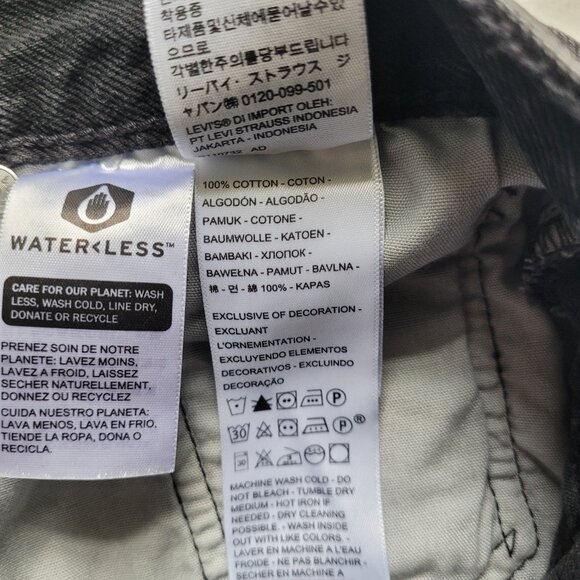 착용중
타제품및신체에묻어날수있
으므로
각별한주의를당부드립니다
リーバイ・ストラウス ジ
ャパン㈱ 0120-099-501
LEVI'S® DI IMPORT OLEH:
PT LEVI STRAUSS INDONESIA
JAKARTA - INDONESIA
AD
WATER<LESS™
CARE FOR OUR PLANET: WASH
LESS, WASH COLD, LINE DRY,
DONATE OR RECYCLE
PRENEZ SOIN DE NOTRE
PLANETE: LAVEZ MOINS,
LAVEZ A FROID, LAISSEZ
SECHER NATURELLEMENT,
DONNEZ OU RECYCLEZ
CUIDA NUESTRO PLANETA:
LAVA MENOS, LAVA EN FRIO,
TIENDE LA ROPA, DONA O
RECICLA.
100% COTTON - COTON -
ALGODÓN - ALGODÃO -
PAMUK - COTONE -
BAUMWOLLE - KATOEN -
BAMBAKI - ХЛОПОК -
BAWEŁNA - PAMUT - BAVLNA -
棉 - 면 - 綿 100% - KAPAS
EXCLUSIVE OF DECORATION -
EXCLUANT
L'ORNEMENTATION -
EXCLUYENDO ELEMENTOS
DECORATIVOS - EXCLUINDO
DECORAÇÃO
P
30 P ®
30
MACHINE WASH COLD - DO
NOT BLEACH - TUMBLE DRY
MEDIUM - HOT IRON IF
NEEDED - DRY CLEANING
POSSIBLE. - WASH INSIDE
OUT WITH LIKE COLORS. -
LAVER EN MACHINE A L'EAU
FROIDE - NE PAS BLANCHIR -
SECHER EN MACHINE A